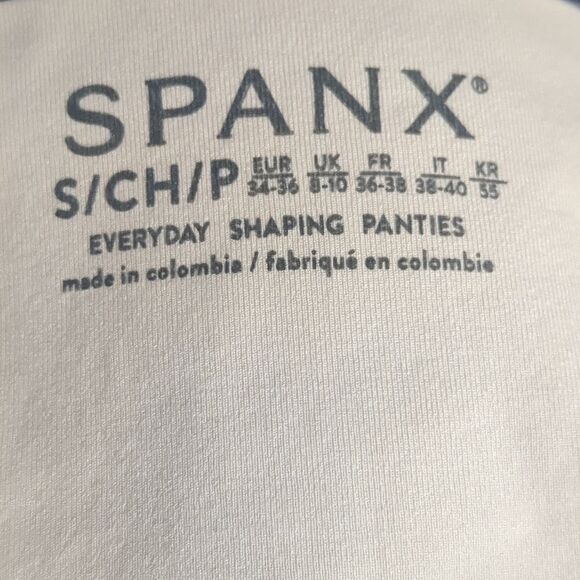 SPANX®
S/CH/P EUR 34-36 UK 8-10 FR 36-38 IT 38-40 KR 55
EVERYDAY SHAPING PANTIES
made in colombia / fabriqué en colombie